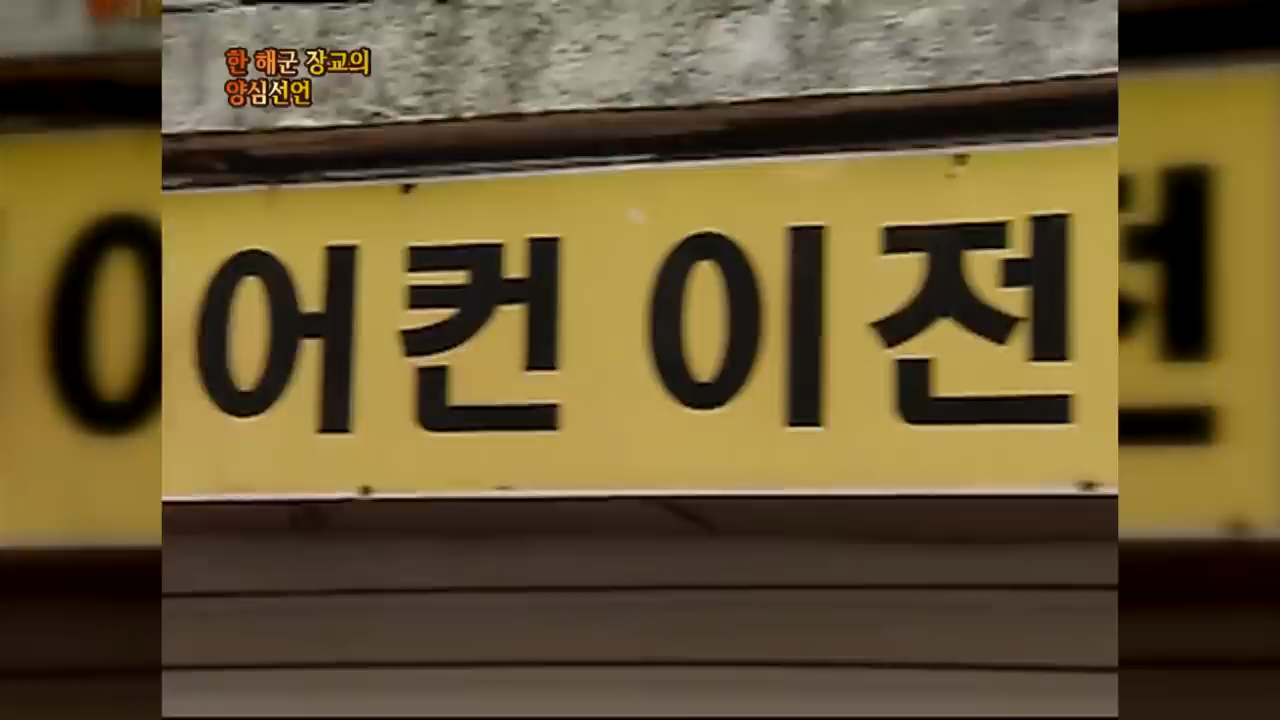 한 해군 장교의
양심선언
어컨 이전